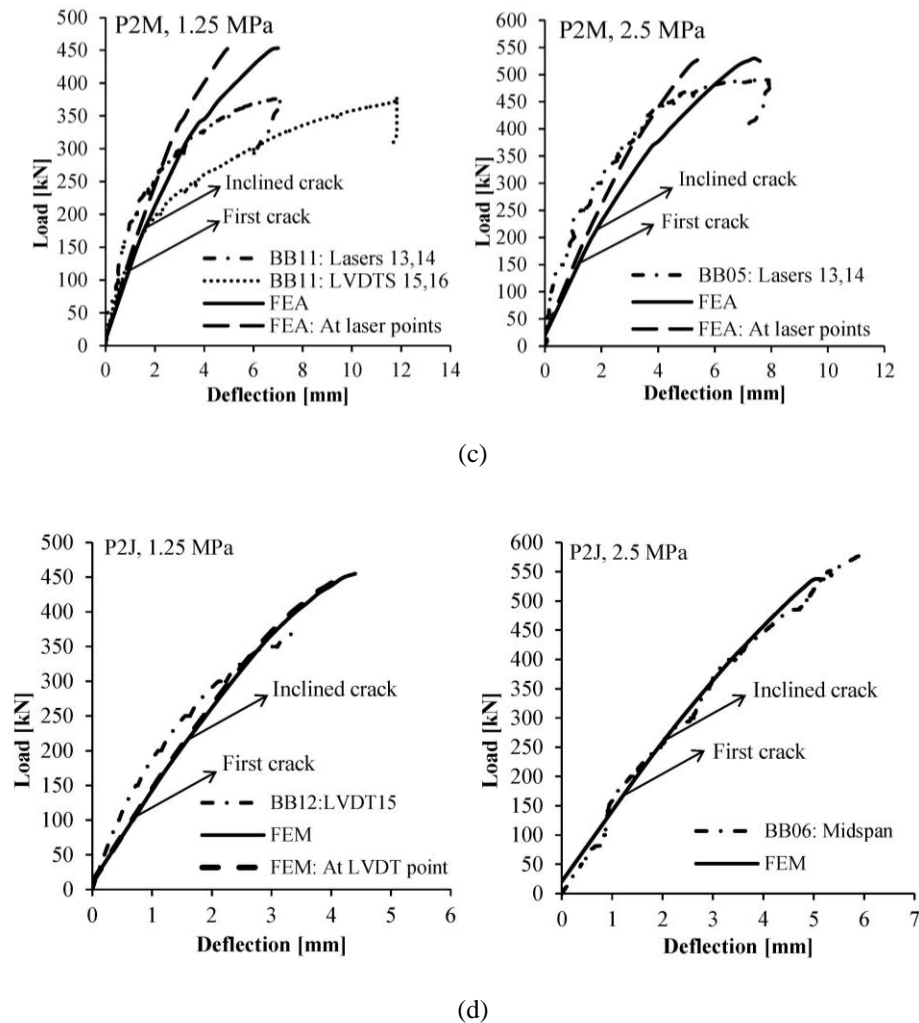 P2M, 1.25 MPa
500
450
400
350
300
250
200
150
100
50
0
Load [kN]
Inclined crack
First crack
BB11: Lasers 13,14
BB11: LVDTS 15,16
FEA
FEA: At laser points
0 2 4 6 8 10 12 14
Deflection [mm]
P2M, 2.5 MPa
600
550
500
450
400
350
300
250
200
150
100
50
0
Load [kN]
Inclined crack
First crack
BB05: Lasers 13,14
FEA
FEA: At laser points
0 2 4 6 8 10 12
Deflection [mm]
(c)
P2J, 1.25 MPa
500
450
400
350
300
250
200
150
100
50
0
Load [kN]
Inclined crack
First crack
BB12:LVDT15
FEM
FEM: At LVDT point
0 1 2 3 4 5 6
Deflection [mm]
P2J, 2.5 MPa
600
550
500
450
400
350
300
250
200
150
100
50
0
Load [kN]
Inclined crack
First crack
BB06: Midspan
FEM
0 1 2 3 4 5 6 7
Deflection [mm]
(d)